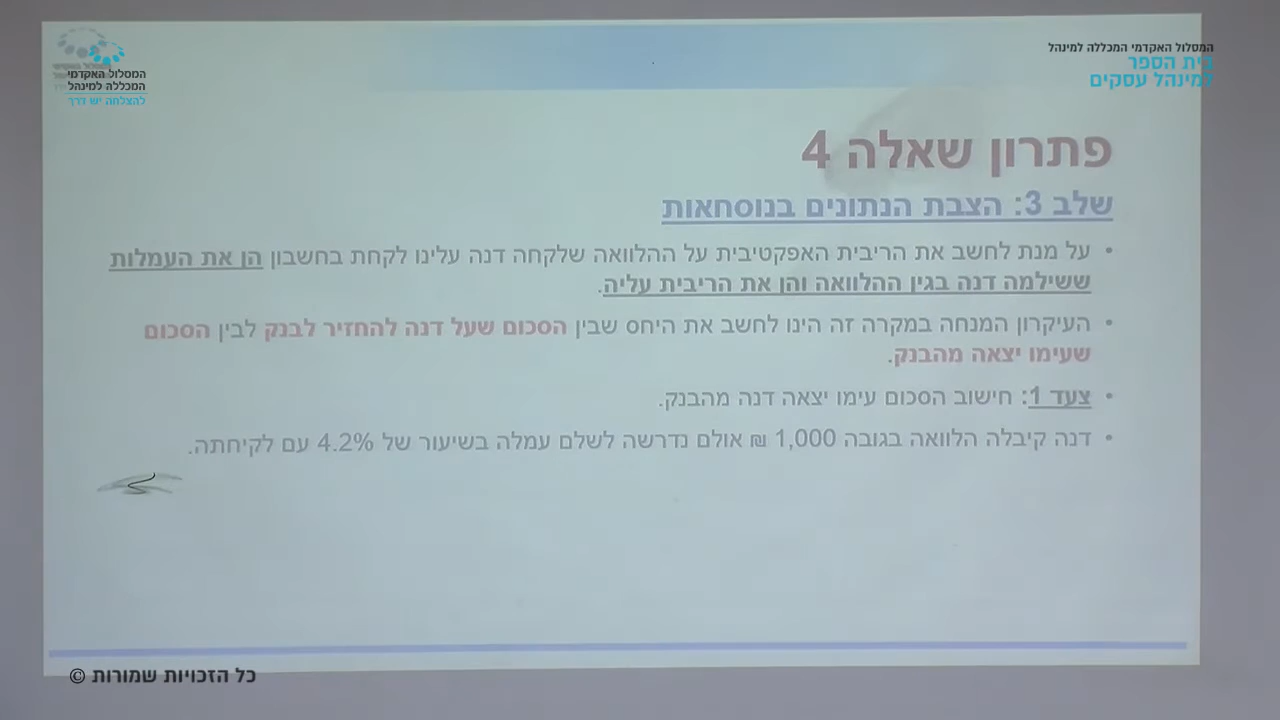 המסלול האקדמי המכללה למינהל
בית הספר
למינהל עסקים
המסלול האקדמי
המכללה למינהל
להצלחה יש דרך
פתרון שאלה 4
שלב 3: הצבת הנתונים בנוסחאות
• על מנת לחשב את הריבית האפקטיבית על ההלוואה שלקחה דנה עלינו לקחת בחשבון הן את העמלות
ששילמה דנה בגין ההלוואה והן את הריבית עליה.
• העיקרון המנחה במקרה זה הינו לחשב את היחס שבין הסכום שעל דנה להחזיר לבנק לבין הסכום
שעימו יצאה מהבנק.
• צעד 1: חישוב הסכום עימו יצאה דנה מהבנק.
• דנה קיבלה הלוואה בגובה 1,000 ₪ אולם נדרשה לשלם עמלה בשיעור של 4.2% עם לקיחתה.
כל הזכויות שמורות ©